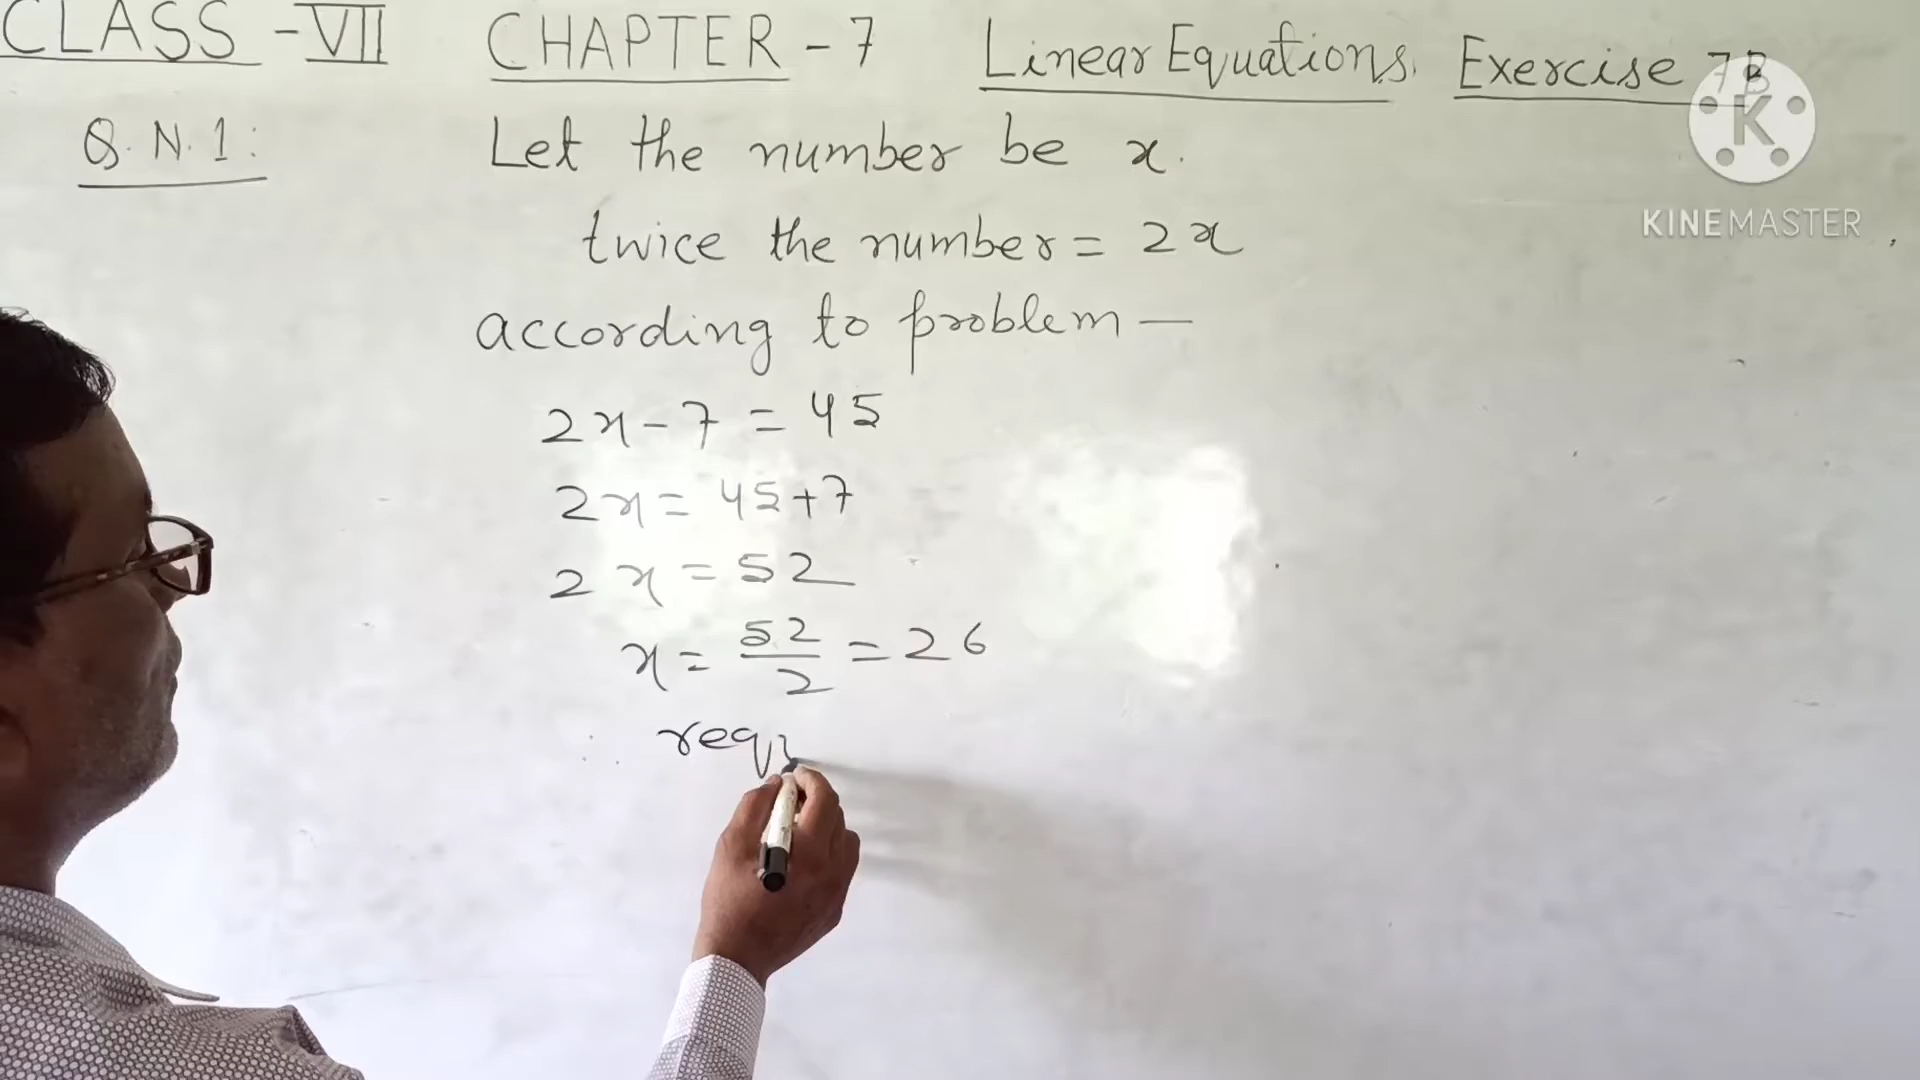 CLASS - VII CHAPTER - 7 Linear Equations. Exercise 7B
Q. N. 1: Let the number be x.
twice the number = 2x
according to problem —
2x - 7 = 45
2x = 45 + 7
2x = 52
x = 52/2 = 26
requi
K
KINEMASTER